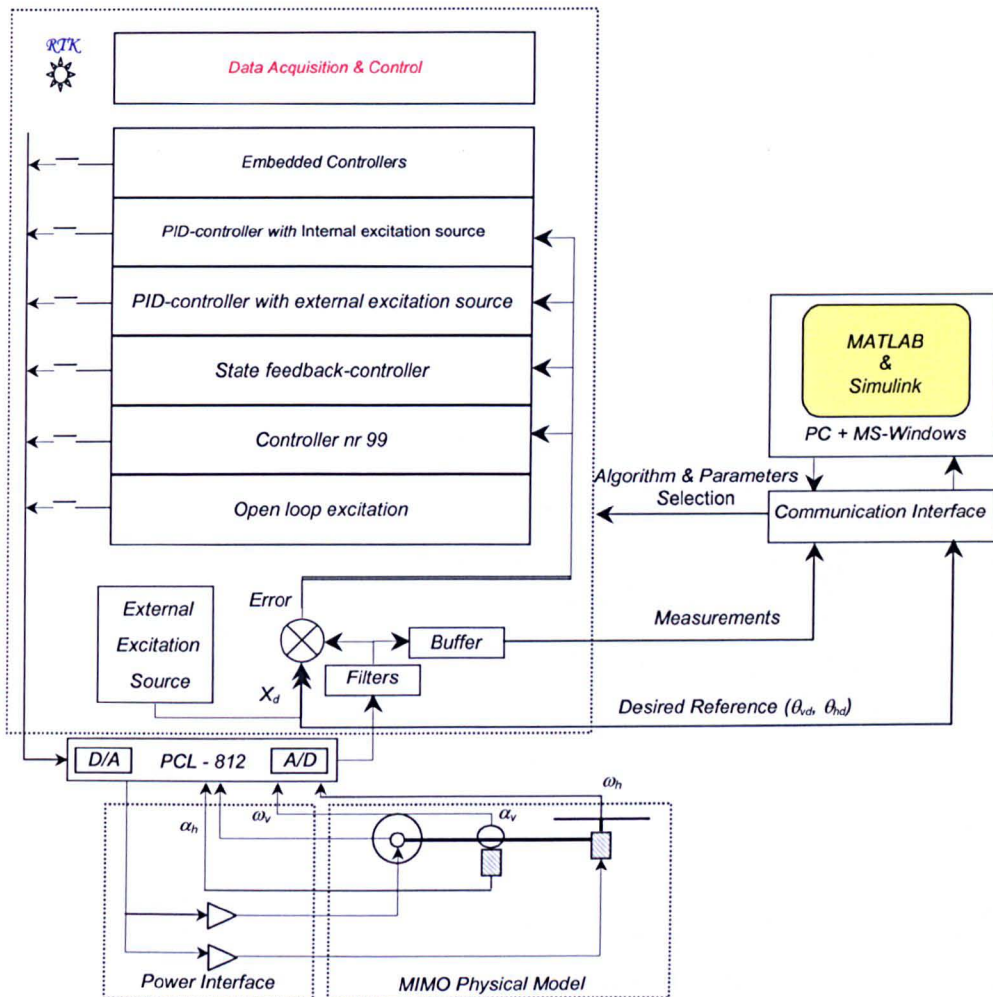 RTK
Data Acquisition & Control
Embedded Controllers
PID-controller with Internal excitation source
PID-controller with external excitation source
State feedback-controller
Controller nr 99
Open loop excitation
MATLAB
&
Simulink
PC + MS-Windows
Algorithm & Parameters
Selection
Communication Interface
External
Excitation
Source
Error
Buffer
Measurements
Filters
Xd
Desired Reference (θvd, θhd)
D/A
PCL - 812
A/D
ωh
αh
ωv
αv
Power Interface
MIMO Physical Model